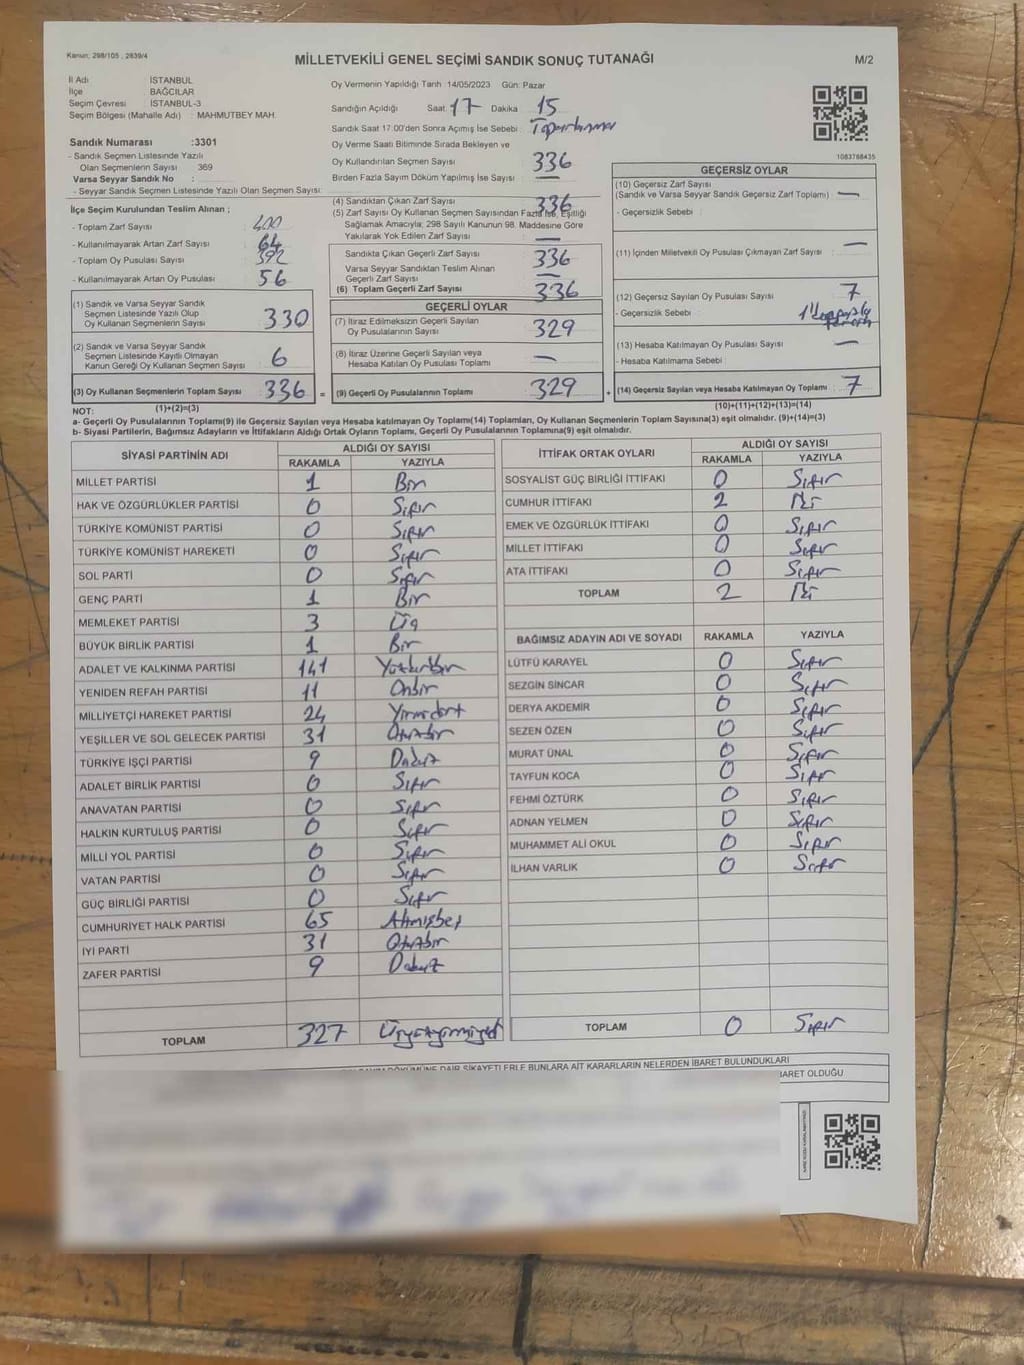 Kanun: 298/105 , 2839/4
MİLLETVEKİLİ GENEL SEÇİMİ SANDIK SONUÇ TUTANAĞI
M/2
İl Adı : İSTANBUL
İlçe : BAĞCILAR
Seçim Çevresi : İSTANBUL-3
Seçim Bölgesi (Mahalle Adı) : MAHMUTBEY MAH.
Sandık Numarası :3301
- Sandık Seçmen Listesinde Yazılı
Olan Seçmenlerin Sayısı : 369
Varsa Seyyar Sandık No :
- Seyyar Sandık Seçmen Listesinde Yazılı Olan Seçmen Sayısı:
İlçe Seçim Kurulundan Teslim Alınan ;
- Toplam Zarf Sayısı : 400
- Kullanılmayarak Artan Zarf Sayısı : 64
- Toplam Oy Pusulası Sayısı : 392
- Kullanılmayarak Artan Oy Pusulası : 56
(1) Sandık ve Varsa Seyyar Sandık
Seçmen Listesinde Yazılı Olup
Oy Kullanan Seçmenlerin Sayısı 330
(2) Sandık ve Varsa Seyyar Sandık
Seçmen Listesinde Kayıtlı Olmayan
Kanun Gereği Oy Kullanan Seçmen Sayısı 6
(3) Oy Kullanan Seçmenlerin Toplam Sayısı 336 =
(1)+(2)=(3)
Oy Vermenin Yapıldığı Tarih :14/05/2023 Gün: Pazar
Sandığın Açıldığı Saat: 17 Dakika 15
Sandık Saat 17:00'den Sonra Açımış İse Sebebi :
Oy Verme Saati Bitiminde Sırada Bekleyen ve
Oy Kullandırılan Seçmen Sayısı : 336
Birden Fazla Sayım Döküm Yapılmış İse Sayısı : —
(4) Sandıktan Çıkan Zarf Sayısı : 336
(5) Zarf Sayısı Oy Kullanan Seçmen Sayısından Fazla İse, Eşitliği
Sağlamak Amacıyla; 298 Sayılı Kanunun 98. Maddesine Göre
Yakılarak Yok Edilen Zarf Sayısı : —
Sandıkta Çıkan Geçerli Zarf Sayısı : 336
Varsa Seyyar Sandıktan Teslim Alınan
Geçerli Zarf Sayısı : —
(6) Toplam Geçerli Zarf Sayısı : 336
GEÇERLİ OYLAR
(7) İtiraz Edilmeksizin Geçerli Sayılan
Oy Pusulalarının Sayısı : 329
(8) İtiraz Üzerine Geçerli Sayılan veya
Hesaba Katılan Oy Pusulası Toplamı : —
(9) Geçerli Oy Pusulalarının Toplamı : 329 +
1083768435
GEÇERSİZ OYLAR
(10) Geçersiz Zarf Sayısı
(Sandık ve Varsa Seyyar Sandık Geçersiz Zarf Toplamı) : —
- Geçersizlik Sebebi :
(11) İçinden Milletvekili Oy Pusulası Çıkmayan Zarf Sayısı : —
(12) Geçersiz Sayılan Oy Pusulası Sayısı : 7
- Geçersizlik Sebebi :
(13) Hesaba Katılmayan Oy Pusulası Sayısı : —
- Hesaba Katılmama Sebebi :
(14) Geçersiz Sayılan veya Hesaba Katılmayan Oy Toplamı : 7
(10)+(11)+(12)+(13)=(14)
NOT:
a- Geçerli Oy Pusulalarının Toplamı(9) ile Geçersiz Sayılan veya Hesaba katılmayan Oy Toplamı(14) Toplamları, Oy Kullanan Seçmenlerin Toplam Sayısına(3) eşit olmalıdır. (9)+(14)=(3)
b- Siyasi Partilerin, Bağımsız Adayların ve İttifakların Aldığı Ortak Oyların Toplamı, Geçerli Oy Pusulalarının Toplamına(9) eşit olmalıdır.
SİYASİ PARTİNİN ADI ALDIĞI OY SAYISI
RAKAMLA YAZIYLA
MİLLET PARTİSİ 1 Bir
HAK VE ÖZGÜRLÜKLER PARTİSİ 0 Sıfır
TÜRKİYE KOMÜNİST PARTİSİ 0 Sıfır
TÜRKİYE KOMÜNİST HAREKETİ 0 Sıfır
SOL PARTİ 0 Sıfır
GENÇ PARTİ 1 Bir
MEMLEKET PARTİSİ 3 Üç
BÜYÜK BİRLİK PARTİSİ 1 Bir
ADALET VE KALKINMA PARTİSİ 141 Yüzkırkbir
YENİDEN REFAH PARTİSİ 11 Onbir
MİLLİYETÇİ HAREKET PARTİSİ 24 Yirmidört
YEŞİLLER VE SOL GELECEK PARTİSİ 31 Otuzbir
TÜRKİYE İŞÇİ PARTİSİ 9 Dokuz
ADALET BİRLİK PARTİSİ 0 Sıfır
ANAVATAN PARTİSİ 0 Sıfır
HALKIN KURTULUŞ PARTİSİ 0 Sıfır
MİLLİ YOL PARTİSİ 0 Sıfır
VATAN PARTİSİ 0 Sıfır
GÜÇ BİRLİĞİ PARTİSİ 0 Sıfır
CUMHURİYET HALK PARTİSİ 65 Altmışbeş
İYİ PARTİ 31 Otuzbir
ZAFER PARTİSİ 9 Dokuz
TOPLAM 327 Üçyüzyirmiyedi
İTTİFAK ORTAK OYLARI ALDIĞI OY SAYISI
RAKAMLA YAZIYLA
SOSYALİST GÜÇ BİRLİĞİ İTTİFAKI 0 Sıfır
CUMHUR İTTİFAKI 2 İki
EMEK VE ÖZGÜRLÜK İTTİFAKI 0 Sıfır
MİLLET İTTİFAKI 0 Sıfır
ATA İTTİFAKI 0 Sıfır
TOPLAM 2 İki
BAĞIMSIZ ADAYIN ADI VE SOYADI RAKAMLA YAZIYLA
LÜTFÜ KARAYEL 0 Sıfır
SEZGİN SİNCAR 0 Sıfır
DERYA AKDEMİR 0 Sıfır
SEZEN ÖZEN 0 Sıfır
MURAT ÜNAL 0 Sıfır
TAYFUN KOCA 0 Sıfır
FEHMİ ÖZTÜRK 0 Sıfır
ADNAN YELMEN 0 Sıfır
MUHAMMET ALİ OKUL 0 Sıfır
İLHAN VARLIK 0 Sıfır
TOPLAM 0 Sıfır
DÖKÜMÜNE DAİR ŞİKAYETLERLE BUNLARA AİT KARARLARIN NELERDEN İBARET BULUNDUKLARI
İBARET OLDUĞU